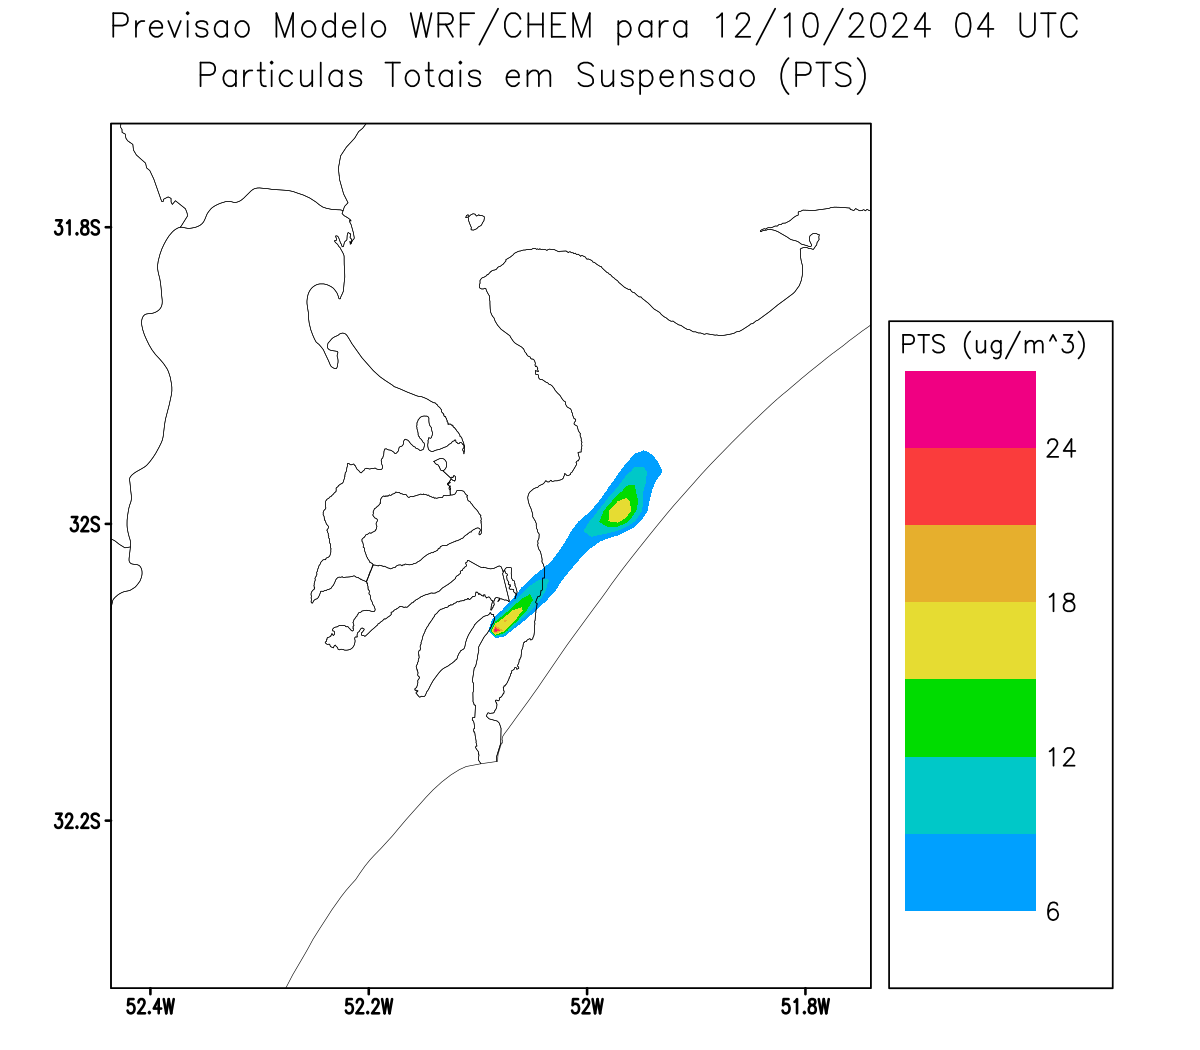 Previsao Modelo WRF/CHEM para 12/10/2024 04 UTC
Particulas Totais em Suspensao (PTS)
31.8S
32S
32.2S
52.4W
52.2W
52W
51.8W
PTS (ug/m^3)
24
18
12
6